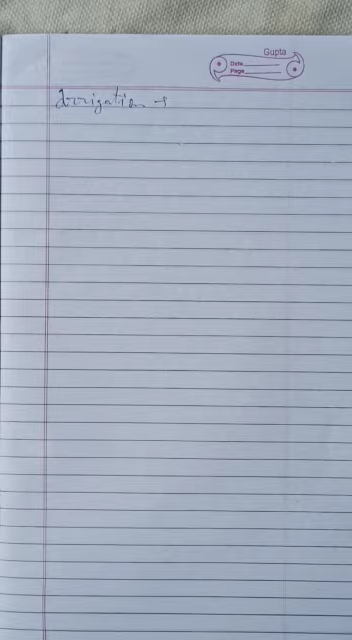 Gupta
Date
Page
Irrigation →